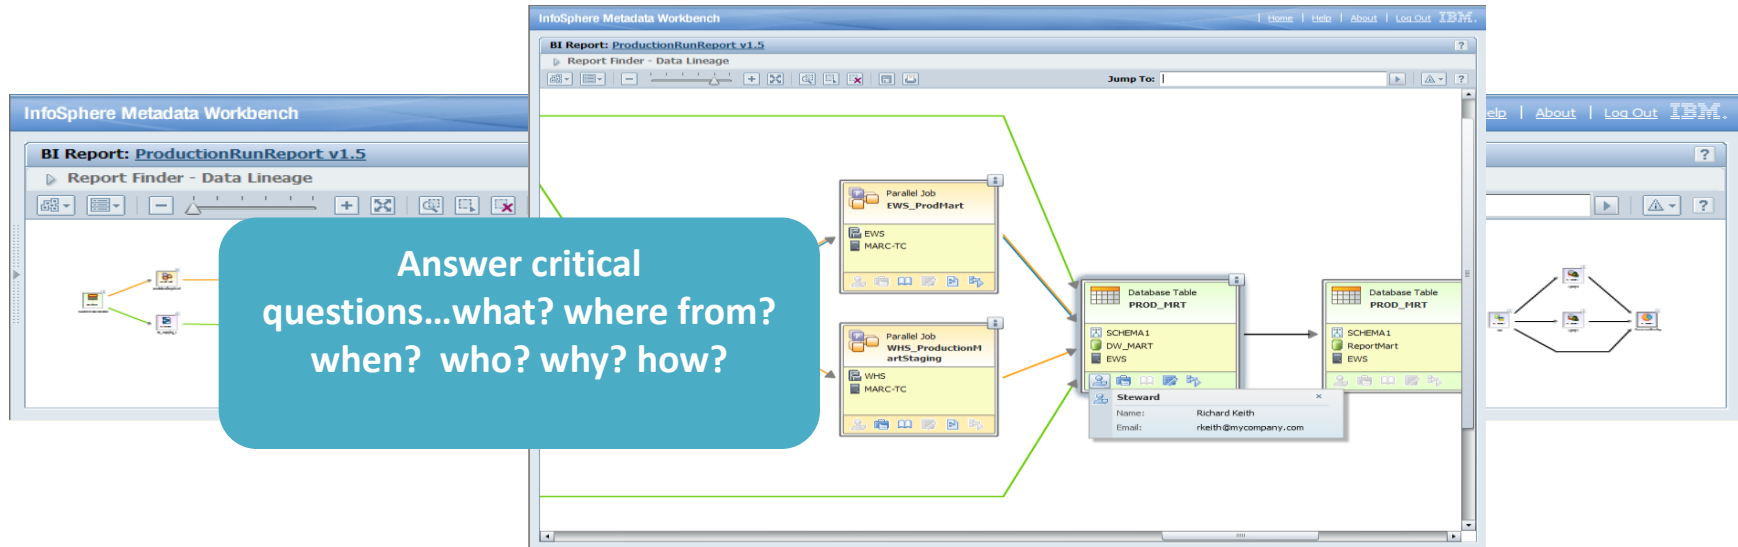 InfoSphere Metadata Workbench
Home | Help | About | Log Out IBM.
BI Report: ProductionRunReport v1.5
?
Report Finder - Data Lineage
Jump To:
?
Parallel Job
EWS_ProdMart
EWS
MARC-TC
Parallel Job
WHS_ProductionM
artStaging
WHS
MARC-TC
Database Table
PROD_MRT
SCHEMA1
DW_MART
EWS
Steward
×
Name: Richard Keith
Email: rkeith@mycompany.com
Database Table
PROD_MRT
SCHEMA1
ReportMart
EWS
InfoSphere Metadata Workbench
BI Report: ProductionRunReport v1.5
Report Finder - Data Lineage
Answer critical
questions...what? where from?
when? who? why? how?
elp | About | Log Out IBM.
?
?